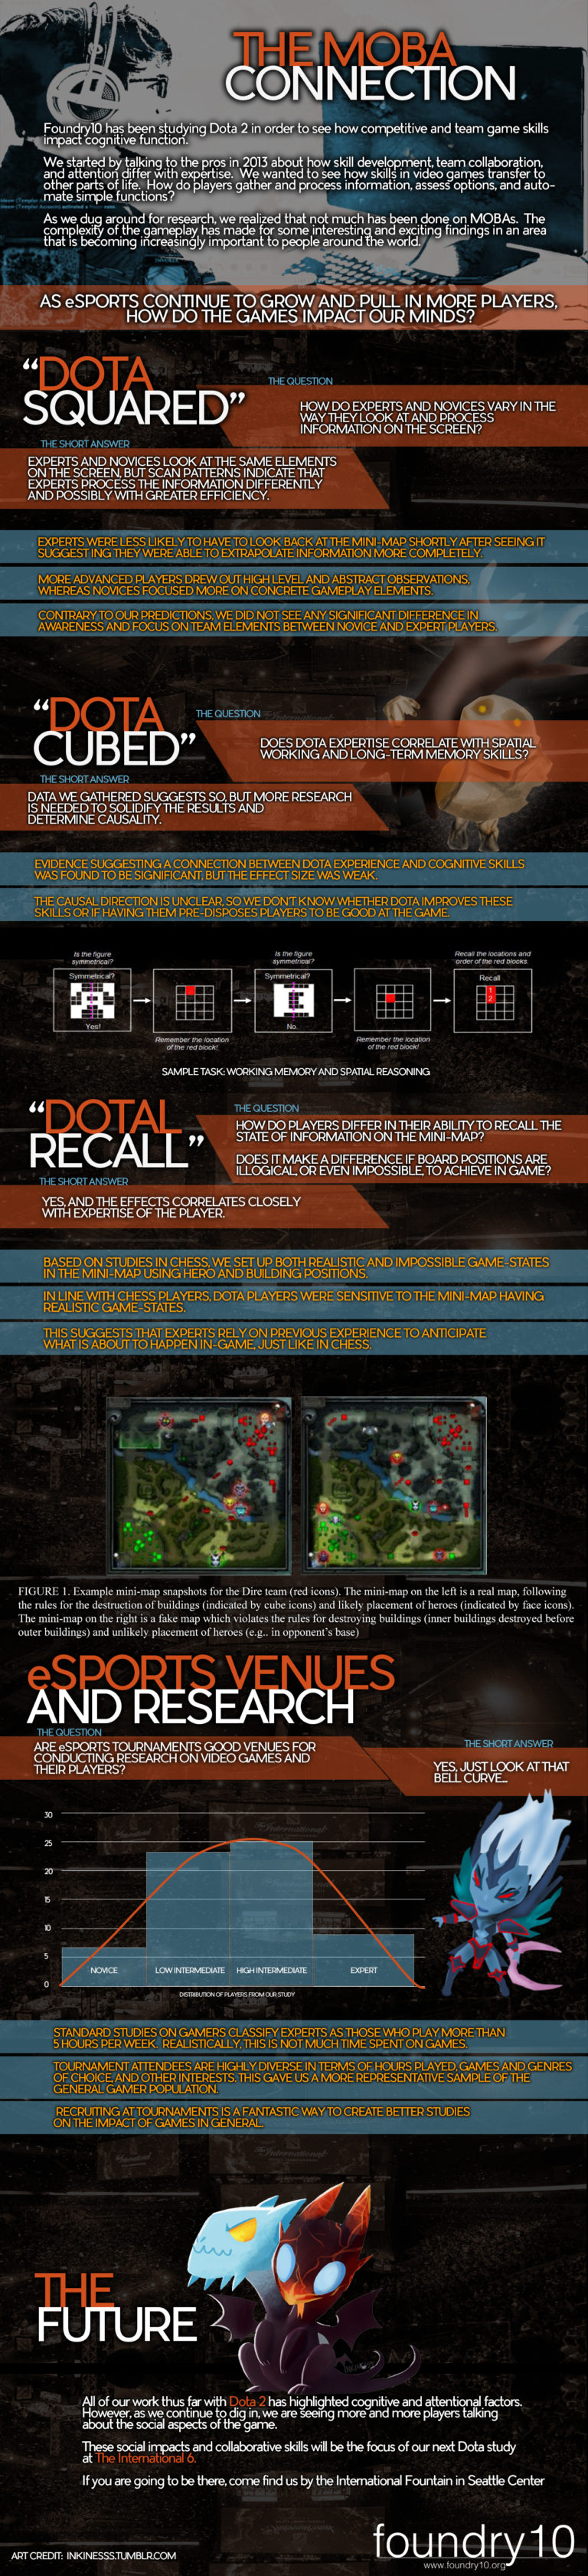 THE MOBA
CONNECTION
Foundry10 has been studying Dota 2 in order to see how competitive and team game skills
impact cognitive function.
We started by talking to the pros in 2013 about how skill development, team collaboration,
and attention differ with expertise. We wanted to see how skills in video games transfer to
other parts of life. How do players gather and process information, assess options, and auto-
mate simple functions?
As we dug around for research, we realized that not much has been done on MOBAs. The
complexity of the gameplay has made for some interesting and exciting findings in an area
that is becoming increasingly important to people around the world.
AS eSPORTS CONTINUE TO GROW AND PULL IN MORE PLAYERS,
HOW DO THE GAMES IMPACT OUR MINDS?
“DOTA
SQUARED”
THE QUESTION
HOW DO EXPERTS AND NOVICES VARY IN THE
WAY THEY LOOK AT AND PROCESS
INFORMATION ON THE SCREEN?
THE SHORT ANSWER
EXPERTS AND NOVICES LOOK AT THE SAME ELEMENTS
ON THE SCREEN, BUT SCAN PATTERNS INDICATE THAT
EXPERTS PROCESS THE INFORMATION DIFFERENTLY
AND POSSIBLY WITH GREATER EFFICIENCY.
EXPERTS WERE LESS LIKELY TO HAVE TO LOOK BACK AT THE MINI-MAP SHORTLY AFTER SEEING IT
SUGGEST ING THEY WERE ABLE TO EXTRAPOLATE INFORMATION MORE COMPLETELY.
MORE ADVANCED PLAYERS DREW OUT HIGH LEVEL AND ABSTRACT OBSERVATIONS,
WHEREAS NOVICES FOCUSED MORE ON CONCRETE GAMEPLAY ELEMENTS.
CONTRARY TO OUR PREDICTIONS, WE DID NOT SEE ANY SIGNIFICANT DIFFERENCE IN
AWARENESS AND FOCUS ON TEAM ELEMENTS BETWEEN NOVICE AND EXPERT PLAYERS.
“DOTA
CUBED”
THE QUESTION
DOES DOTA EXPERTISE CORRELATE WITH SPATIAL
WORKING AND LONG-TERM MEMORY SKILLS?
THE SHORT ANSWER
DATA WE GATHERED SUGGESTS SO, BUT MORE RESEARCH
IS NEEDED TO SOLIDIFY THE RESULTS AND
DETERMINE CAUSALITY.
EVIDENCE SUGGESTING A CONNECTION BETWEEN DOTA EXPERIENCE AND COGNITIVE SKILLS
WAS FOUND TO BE SIGNIFICANT, BUT THE EFFECT SIZE WAS WEAK.
THE CAUSAL DIRECTION IS UNCLEAR, SO WE DON'T KNOW WHETHER DOTA IMPROVES THESE
SKILLS OR IF HAVING THEM PRE-DISPOSES PLAYERS TO BE GOOD AT THE GAME.
Is the figure
symmetrical?
Symmetrical?
Yes!
Remember the location
of the red block!
Is the figure
symmetrical?
Symmetrical?
No.
Remember the location
of the red block!
Recall the locations and
order of the red blocks.
Recall
1
2
SAMPLE TASK: WORKING MEMORY AND SPATIAL REASONING
“DOTAL
RECALL”
THE QUESTION
HOW DO PLAYERS DIFFER IN THEIR ABILITY TO RECALL THE
STATE OF INFORMATION ON THE MINI-MAP?
DOES IT MAKE A DIFFERENCE IF BOARD POSITIONS ARE
ILLOGICAL, OR EVEN IMPOSSIBLE, TO ACHIEVE IN GAME?
THE SHORT ANSWER
YES, AND THE EFFECTS CORRELATES CLOSELY
WITH EXPERTISE OF THE PLAYER.
BASED ON STUDIES IN CHESS, WE SET UP BOTH REALISTIC AND IMPOSSIBLE GAME-STATES
IN THE MINI-MAP USING HERO AND BUILDING POSITIONS.
IN LINE WITH CHESS PLAYERS, DOTA PLAYERS WERE SENSITIVE TO THE MINI-MAP HAVING
REALISTIC GAME-STATES.
THIS SUGGESTS THAT EXPERTS RELY ON PREVIOUS EXPERIENCE TO ANTICIPATE
WHAT IS ABOUT TO HAPPEN IN-GAME, JUST LIKE IN CHESS.
FIGURE 1. Example mini-map snapshots for the Dire team (red icons). The mini-map on the left is a real map, following
the rules for the destruction of buildings (indicated by cube icons) and likely placement of heroes (indicated by face icons).
The mini-map on the right is a fake map which violates the rules for destroying buildings (inner buildings destroyed before
outer buildings) and unlikely placement of heroes (e.g.. in opponent's base)
eSPORTS VENUES
AND RESEARCH
THE QUESTION
ARE eSPORTS TOURNAMENTS GOOD VENUES FOR
CONDUCTING RESEARCH ON VIDEO GAMES AND
THEIR PLAYERS?
THE SHORT ANSWER
YES, JUST LOOK AT THAT
BELL CURVE...
30
25
20
15
10
5
0
NOVICE LOW INTERMEDIATE HIGH INTERMEDIATE EXPERT
DISTRIBUTION OF PLAYERS FROM OUR STUDY
STANDARD STUDIES ON GAMERS CLASSIFY EXPERTS AS THOSE WHO PLAY MORE THAN
5 HOURS PER WEEK. REALISTICALLY, THIS IS NOT MUCH TIME SPENT ON GAMES.
TOURNAMENT ATTENDEES ARE HIGHLY DIVERSE IN TERMS OF HOURS PLAYED, GAMES AND GENRES
OF CHOICE, AND OTHER INTERESTS. THIS GAVE US A MORE REPRESENTATIVE SAMPLE OF THE
GENERAL GAMER POPULATION.
RECRUITING AT TOURNAMENTS IS A FANTASTIC WAY TO CREATE BETTER STUDIES
ON THE IMPACT OF GAMES IN GENERAL.
THE
FUTURE
All of our work thus far with Dota 2 has highlighted cognitive and attentional factors.
However, as we continue to dig in, we are seeing more and more players talking
about the social aspects of the game.
These social impacts and collaborative skills will be the focus of our next Dota study
at The International 6.
If you are going to be there, come find us by the International Fountain in Seattle Center
foundry10
www.foundry10.org
ART CREDIT: INKINESSS.TUMBLR.COM